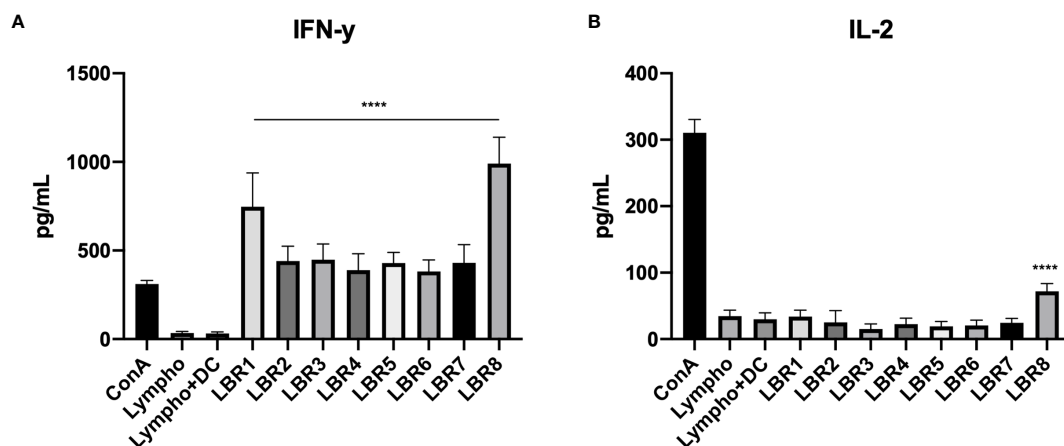 A
IFN-y
pg/mL
1500
1000
500
0
****
ConA
Lympho
Lympho+DC
LBR1
LBR2
LBR3
LBR4
LBR5
LBR6
LBR7
LBR8
B
IL-2
pg/mL
400
300
200
100
0
****
ConA
Lympho
Lympho+DC
LBR1
LBR2
LBR3
LBR4
LBR5
LBR6
LBR7
LBR8